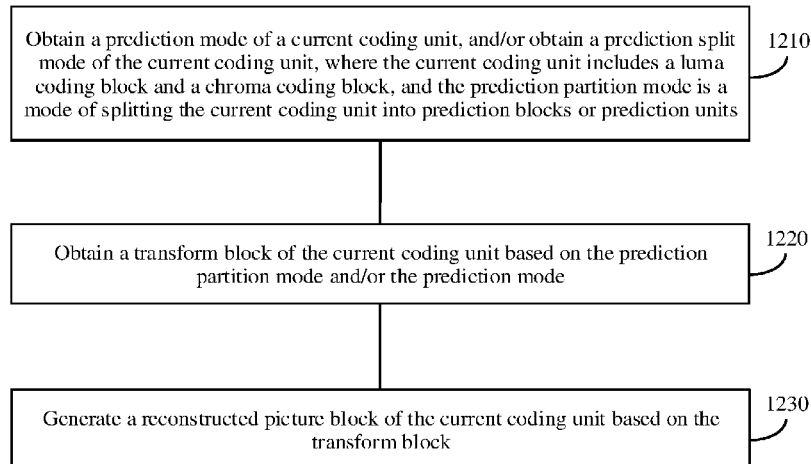 Obtain a prediction mode of a current coding unit, and/or obtain a prediction split
mode of the current coding unit, where the current coding unit includes a luma
coding block and a chroma coding block, and the prediction partition mode is a
mode of splitting the current coding unit into prediction blocks or prediction units
1210
Obtain a transform block of the current coding unit based on the prediction
partition mode and/or the prediction mode
1220
Generate a reconstructed picture block of the current coding unit based on the
transform block
1230